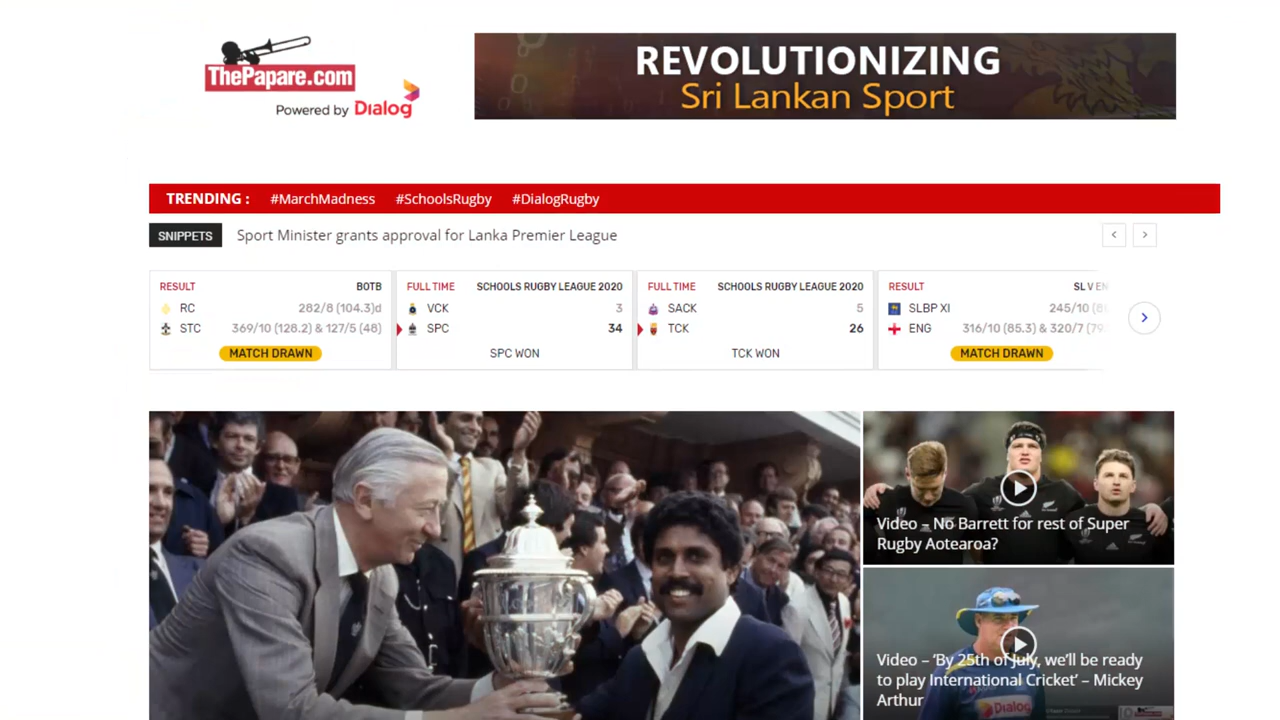 ThePapare.com
Powered by Dialog
REVOLUTIONIZING
Sri Lankan Sport
TRENDING : #MarchMadness #SchoolsRugby #DialogRugby
SNIPPETS Sport Minister grants approval for Lanka Premier League
RESULT BOTB
RC 282/8 (104.3)d
STC 369/10 (128.2) & 127/5 (48)
MATCH DRAWN
FULL TIME SCHOOLS RUGBY LEAGUE 2020
VCK 3
SPC 34
SPC WON
FULL TIME SCHOOLS RUGBY LEAGUE 2020
SACK 5
TCK 26
TCK WON
RESULT SL V EN
SLBP XI 245/10
ENG 316/10 (85.3) & 320/7 (79.
MATCH DRAWN
Video – No Barrett for rest of Super
Rugby Aotearoa?
Video – ‘By 25th of July, we’ll be ready
to play International Cricket’ – Mickey
Arthur
Dialog